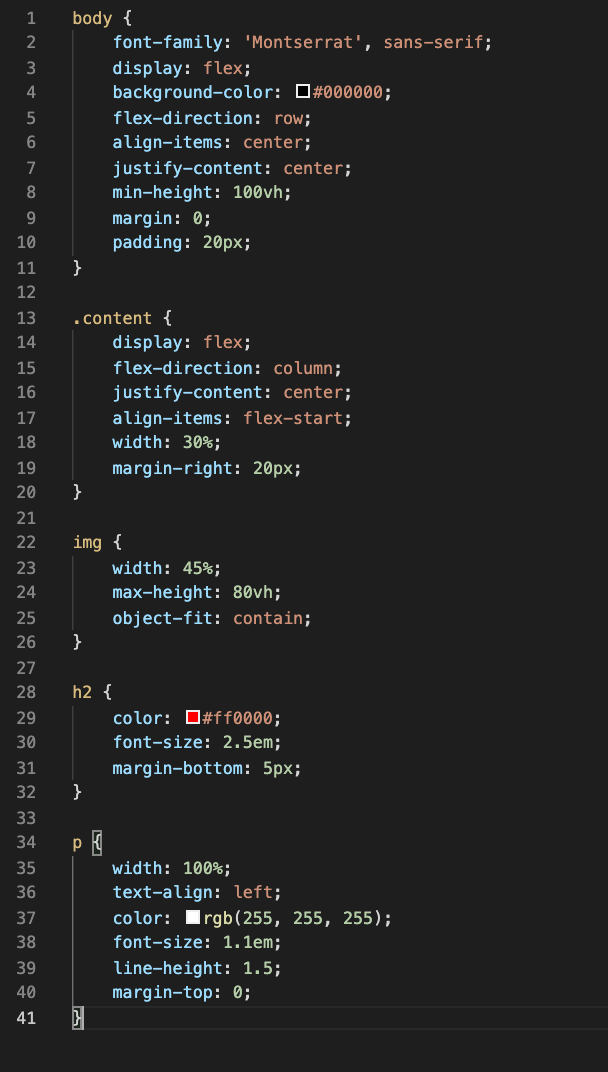 1 body {
2     font-family: 'Montserrat', sans-serif;
3     display: flex;
4     background-color: #000000;
5     flex-direction: row;
6     align-items: center;
7     justify-content: center;
8     min-height: 100vh;
9     margin: 0;
10     padding: 20px;
11 }
12
13 .content {
14     display: flex;
15     flex-direction: column;
16     justify-content: center;
17     align-items: flex-start;
18     width: 30%;
19     margin-right: 20px;
20 }
21
22 img {
23     width: 45%;
24     max-height: 80vh;
25     object-fit: contain;
26 }
27
28 h2 {
29     color: #ff0000;
30     font-size: 2.5em;
31     margin-bottom: 5px;
32 }
33
34 p {
35     width: 100%;
36     text-align: left;
37     color: rgb(255, 255, 255);
38     font-size: 1.1em;
39     line-height: 1.5;
40     margin-top: 0;
41 }